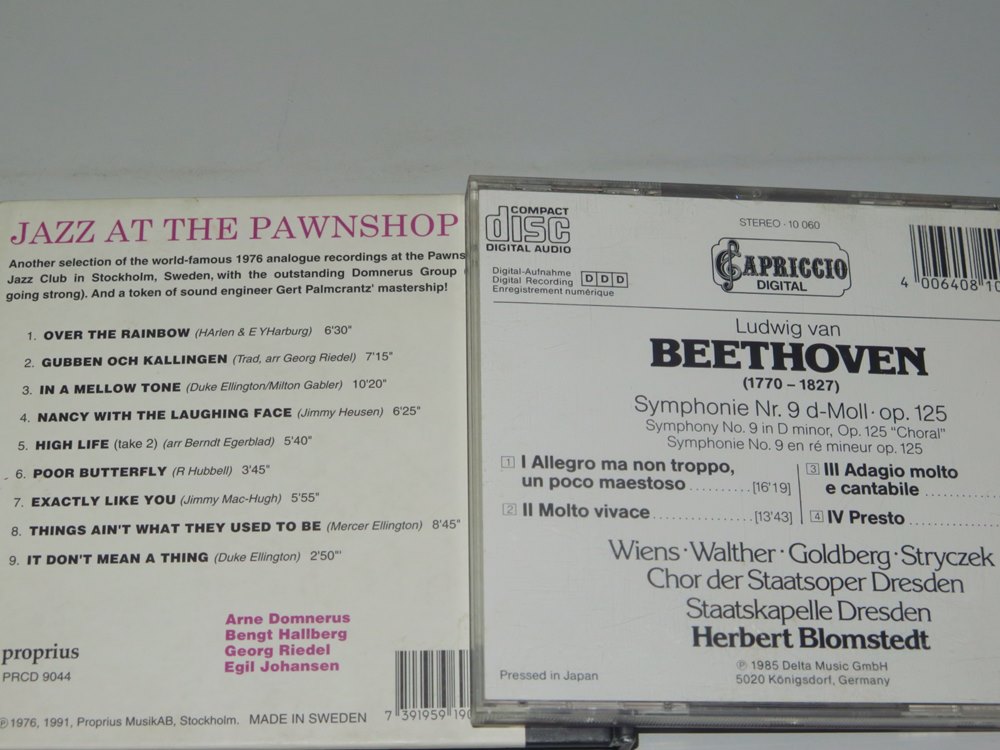 JAZZ AT THE PAWNSHOP
Another selection of the world-famous 1976 analogue recordings at the Pawns
Jazz Club in Stockholm, Sweden, with the outstanding Domnerus Group
going strong). And a token of sound engineer Gert Palmcrantz' mastership!
1. OVER THE RAINBOW (HArlen & E YHarburg) 6'30"
2. GUBBEN OCH KALLINGEN (Trad, arr Georg Riedel) 7'15"
3. IN A MELLOW TONE (Duke Ellington/Milton Gabler) 10'20"
4. NANCY WITH THE LAUGHING FACE (Jimmy Heusen) 6'25"
5. HIGH LIFE (take 2) (arr Berndt Egerblad) 5'40"
6. POOR BUTTERFLY (R Hubbell) 3'45"
7. EXACTLY LIKE YOU (Jimmy Mac-Hugh) 5'55"
8. THINGS AIN'T WHAT THEY USED TO BE (Mercer Ellington) 8'45"
9. IT DON'T MEAN A THING (Duke Ellington) 2'50"'
Arne Domnerus
Bengt Hallberg
Georg Riedel
Egil Johansen
proprius
PRCD 9044
℗1976, 1991, Proprius MusikAB, Stockholm. MADE IN SWEDEN
7 391959 190
COMPACT
disc
DIGITAL AUDIO
Digital-Aufnahme
Digital Recording
Enregistrement numérique
DDD
STEREO · 10 060
CAPRICCIO
DIGITAL
4 006408 10
Ludwig van
BEETHOVEN
(1770 – 1827)
Symphonie Nr. 9 d-Moll · op. 125
Symphony No. 9 in D minor, Op. 125 "Choral"
Symphonie No. 9 en ré mineur op. 125
1 I Allegro ma non troppo,
un poco maestoso ......... [16'19]
2 II Molto vivace ............. [13'43]
3 III Adagio molto
e cantabile .........
4 IV Presto .........
Wiens · Walther · Goldberg · Stryczek
Chor der Staatsoper Dresden
Staatskapelle Dresden
Herbert Blomstedt
℗ 1985 Delta Music GmbH
5020 Königsdorf, Germany
Pressed in Japan